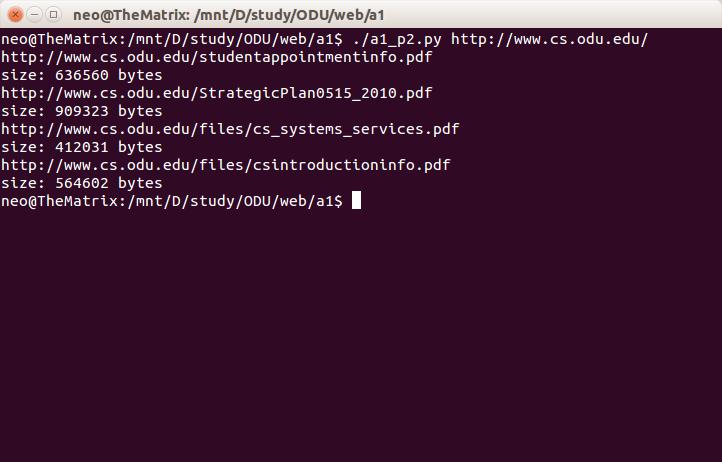 neo@TheMatrix: /mnt/D/study/ODU/web/a1
neo@TheMatrix:/mnt/D/study/ODU/web/a1$ ./a1_p2.py http://www.cs.odu.edu/
http://www.cs.odu.edu/studentappointmentinfo.pdf
size: 636560 bytes
http://www.cs.odu.edu/StrategicPlan0515_2010.pdf
size: 909323 bytes
http://www.cs.odu.edu/files/cs_systems_services.pdf
size: 412031 bytes
http://www.cs.odu.edu/files/csintroductioninfo.pdf
size: 564602 bytes
neo@TheMatrix:/mnt/D/study/ODU/web/a1$